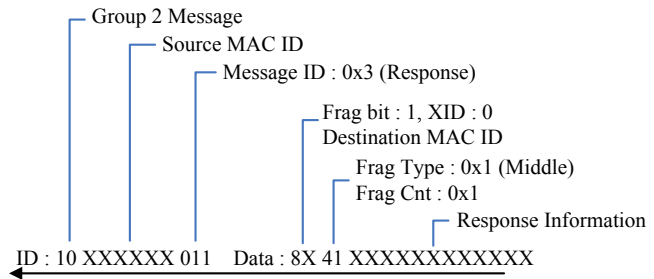 Group 2 Message
Source MAC ID
Message ID : 0x3 (Response)
Frag bit : 1, XID : 0
Destination MAC ID
Frag Type : 0x1 (Middle)
Frag Cnt : 0x1
Response Information
ID : 10 XXXXXX 011 Data : 8X 41 XXXXXXXXXXXX